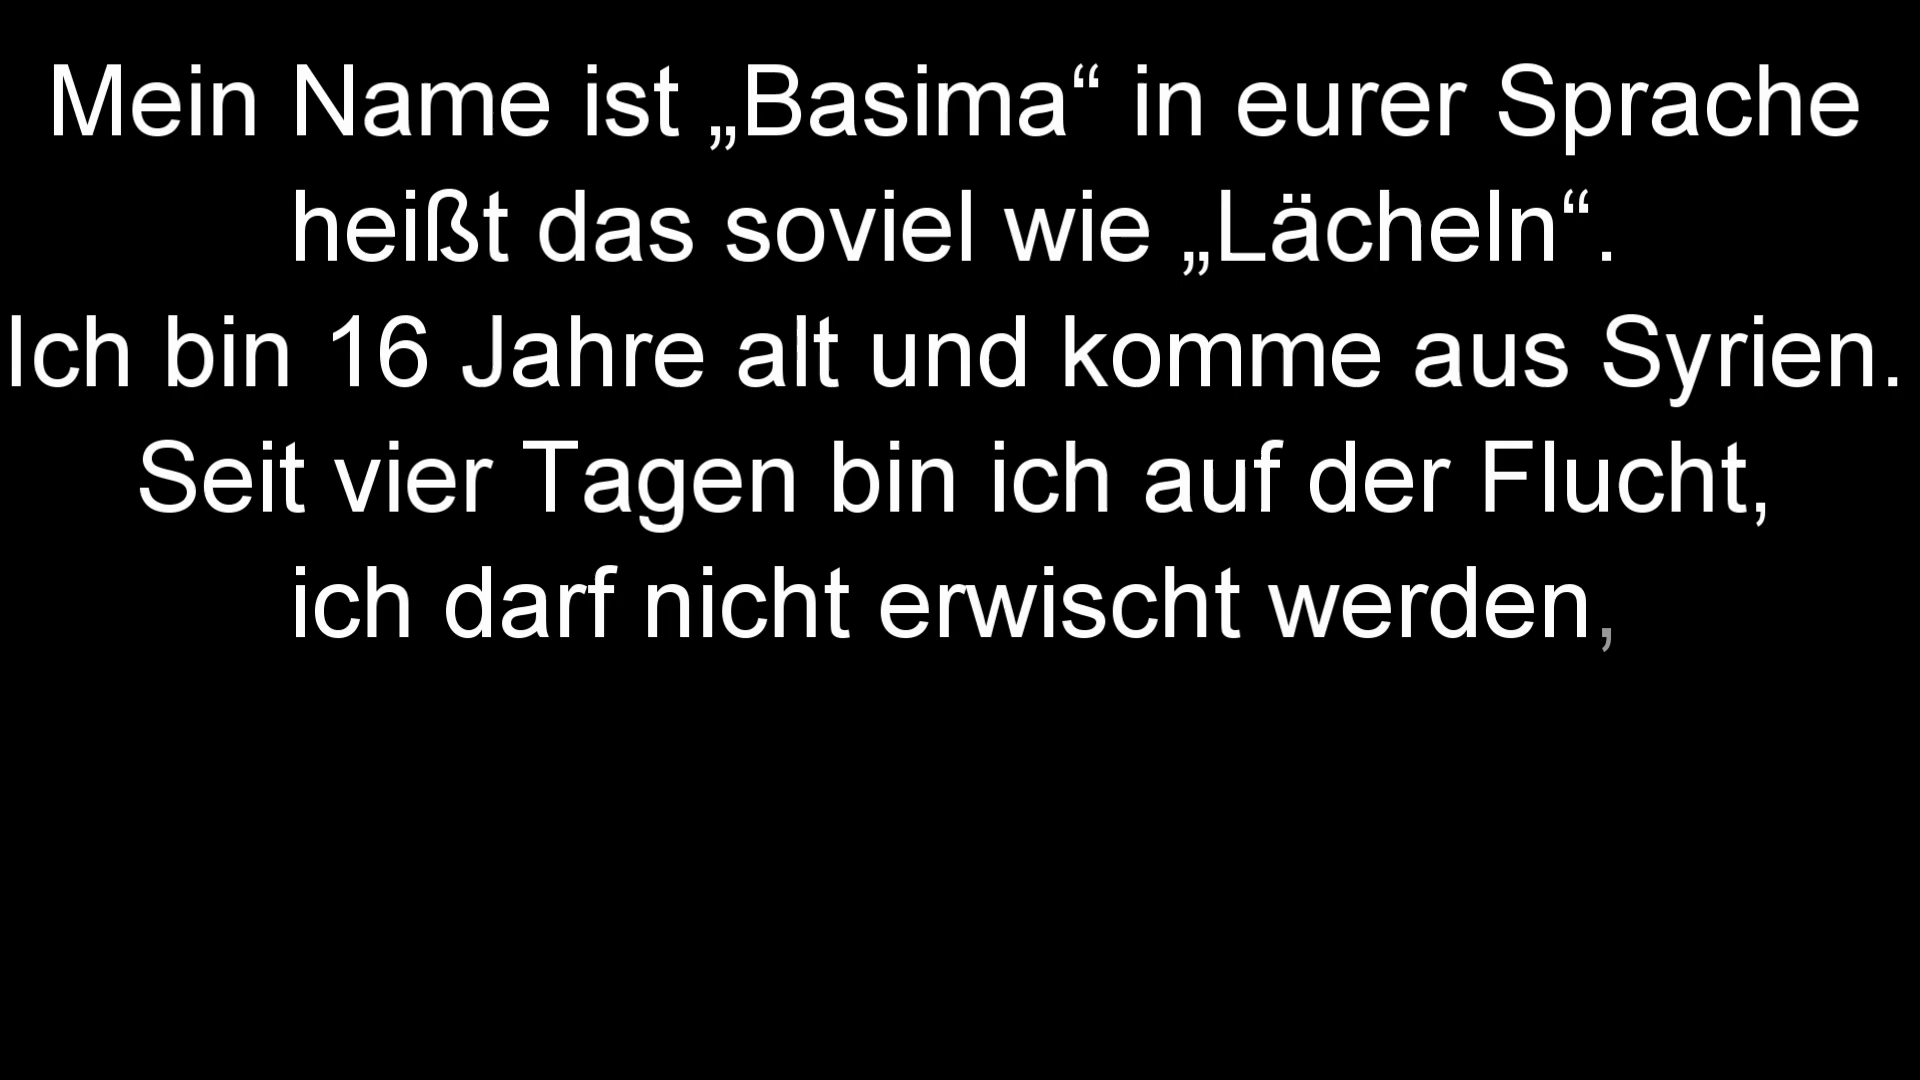 Mein Name ist „Basima“ in eurer Sprache
heißt das soviel wie „Lächeln“.
Ich bin 16 Jahre alt und komme aus Syrien.
Seit vier Tagen bin ich auf der Flucht,
ich darf nicht erwischt werden,